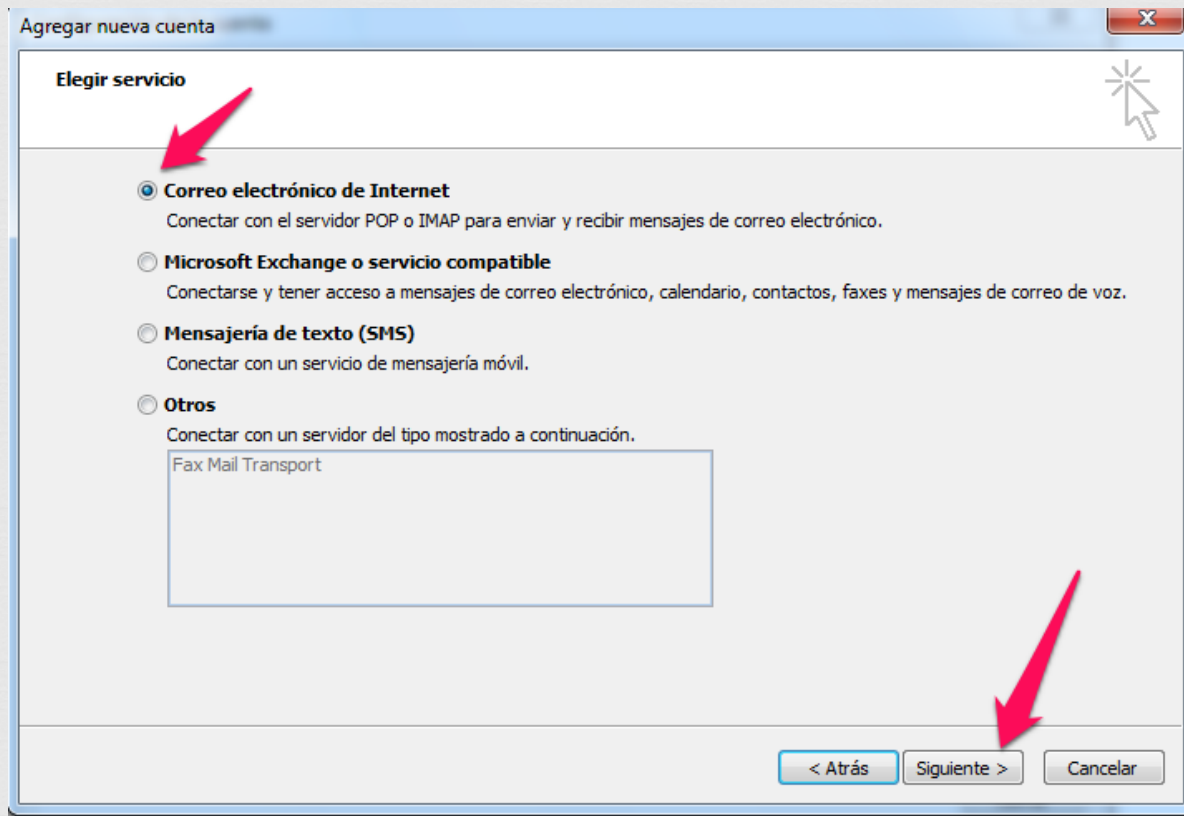 Agregar nueva cuenta
Elegir servicio
Correo electrónico de Internet
Conectar con el servidor POP o IMAP para enviar y recibir mensajes de correo electrónico.
Microsoft Exchange o servicio compatible
Conectarse y tener acceso a mensajes de correo electrónico, calendario, contactos, faxes y mensajes de correo de voz.
Mensajería de texto (SMS)
Conectar con un servicio de mensajería móvil.
Otros
Conectar con un servidor del tipo mostrado a continuación.
Fax Mail Transport
< Atrás Siguiente > Cancelar